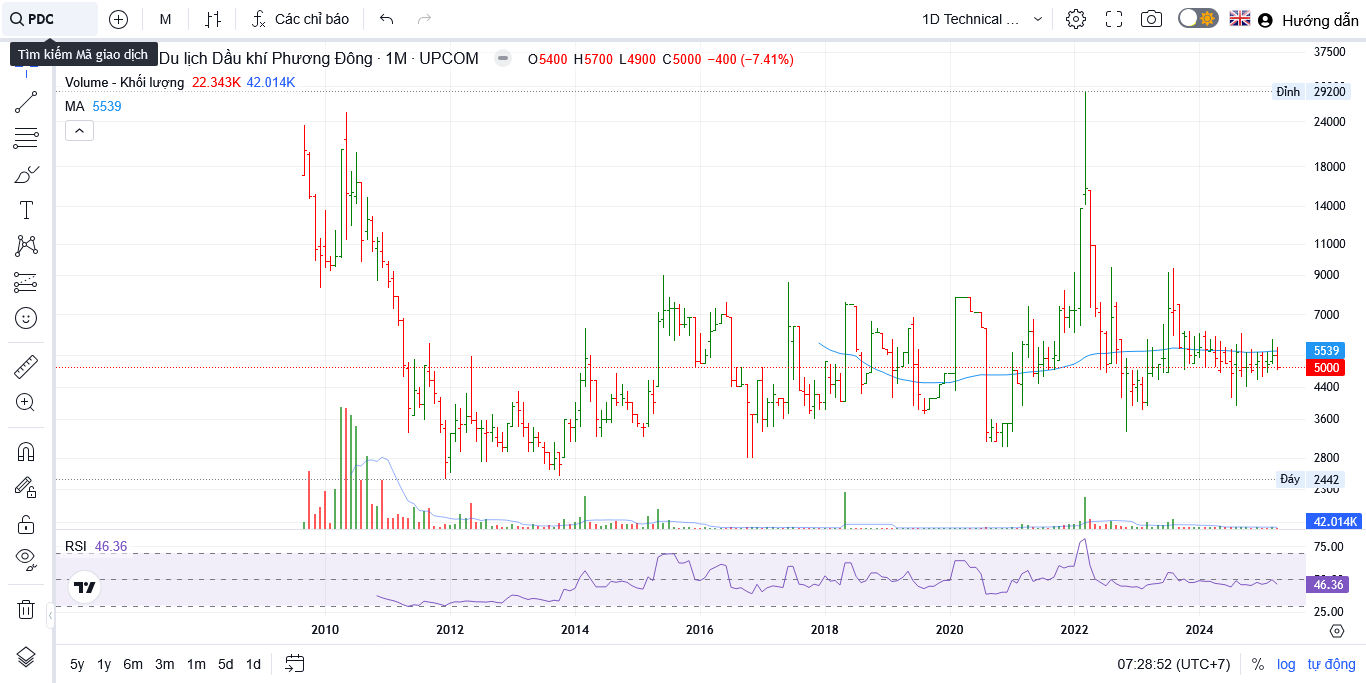 PDC
M
Các chỉ báo
1D Technical ...
Hướng dẫn
Tìm kiếm Mã giao dịch
Du lịch Dầu khí Phương Đông · 1M · UPCOM
O5400 H5700 L4900 C5000 −400 (−7.41%)
Volume - Khối lượng 22.343K 42.014K
MA 5539
37500
Đỉnh 29200
24000
18000
14000
11000
9000
7000
5539
5000
4400
3600
2800
Đáy 2442
2300
42.014K
RSI 46.36
75.00
46.36
25.00
2010 2012 2014 2016 2018 2020 2022 2024
5y 1y 6m 3m 1m 5d 1d
07:28:52 (UTC+7) % log tự động